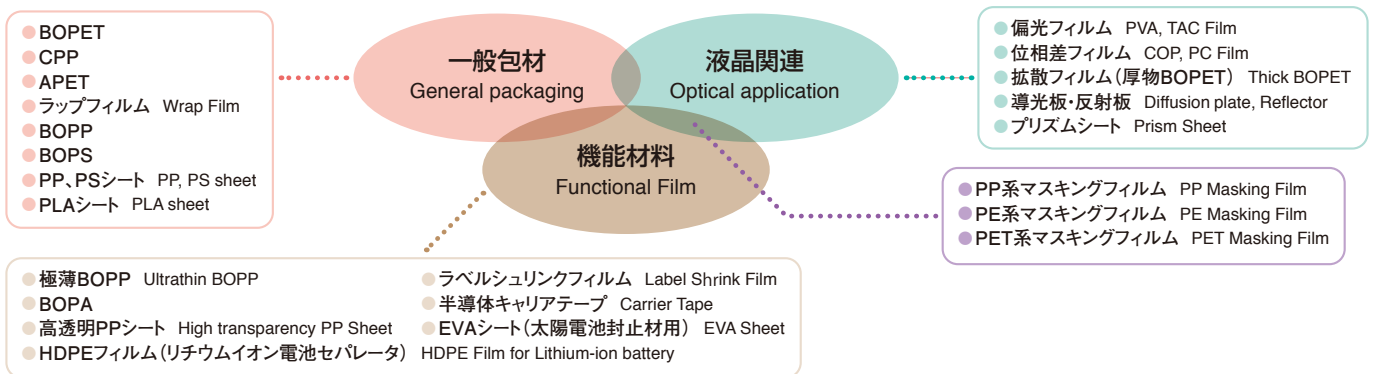 BOPET
CPP
APET
ラップフィルム Wrap Film
BOPP
BOPS
PP、PSシート PP, PS sheet
PLAシート PLA sheet
一般包材
General packaging
液晶関連
Optical application
機能材料
Functional Film
偏光フィルム PVA, TAC Film
位相差フィルム COP, PC Film
拡散フィルム(厚物BOPET) Thick BOPET
導光板・反射板 Diffusion plate, Reflector
プリズムシート Prism Sheet
PP系マスキングフィルム PP Masking Film
PE系マスキングフィルム PE Masking Film
PET系マスキングフィルム PET Masking Film
極薄BOPP Ultrathin BOPP
BOPA
高透明PPシート High transparency PP Sheet
HDPEフィルム(リチウムイオン電池セパレータ) HDPE Film for Lithium-ion battery
ラベルシュリンクフィルム Label Shrink Film
半導体キャリアテープ Carrier Tape
EVAシート(太陽電池封止材用) EVA Sheet